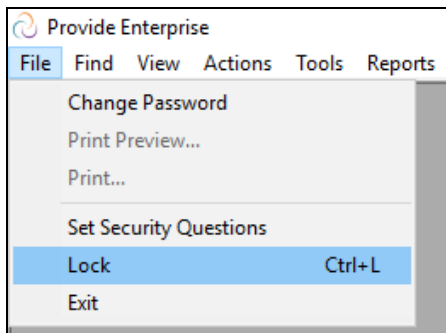 Provide Enterprise
File Find View Actions Tools Reports
Change Password
Print Preview...
Print...
Set Security Questions
Lock Ctrl+L
Exit